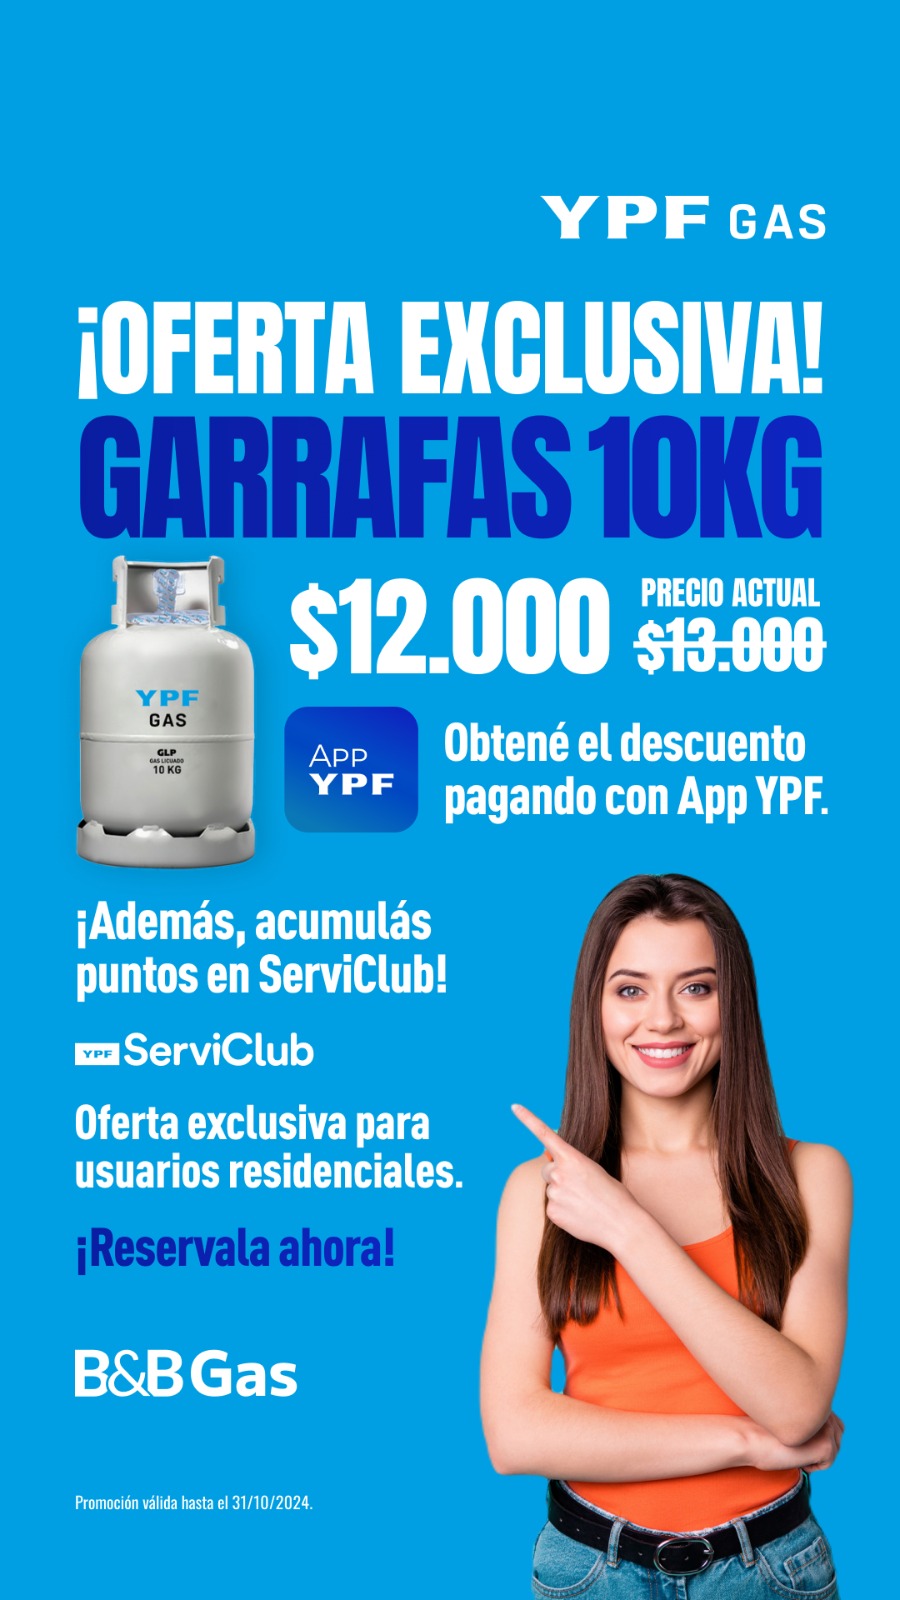 YPF GAS
¡OFERTA EXCLUSIVA!
GARRAFAS 10KG
$12.000
PRECIO ACTUAL
$13.000
YPF
GAS
GLP
GAS LICUADO
10 KG
APP
YPF
Obtené el descuento
pagando con App YPF.
¡Además, acumulás
puntos en ServiClub!
YPF ServiClub
Oferta exclusiva para
usuarios residenciales.
¡Reservala ahora!
B&B Gas
Promoción válida hasta el 31/10/2024.